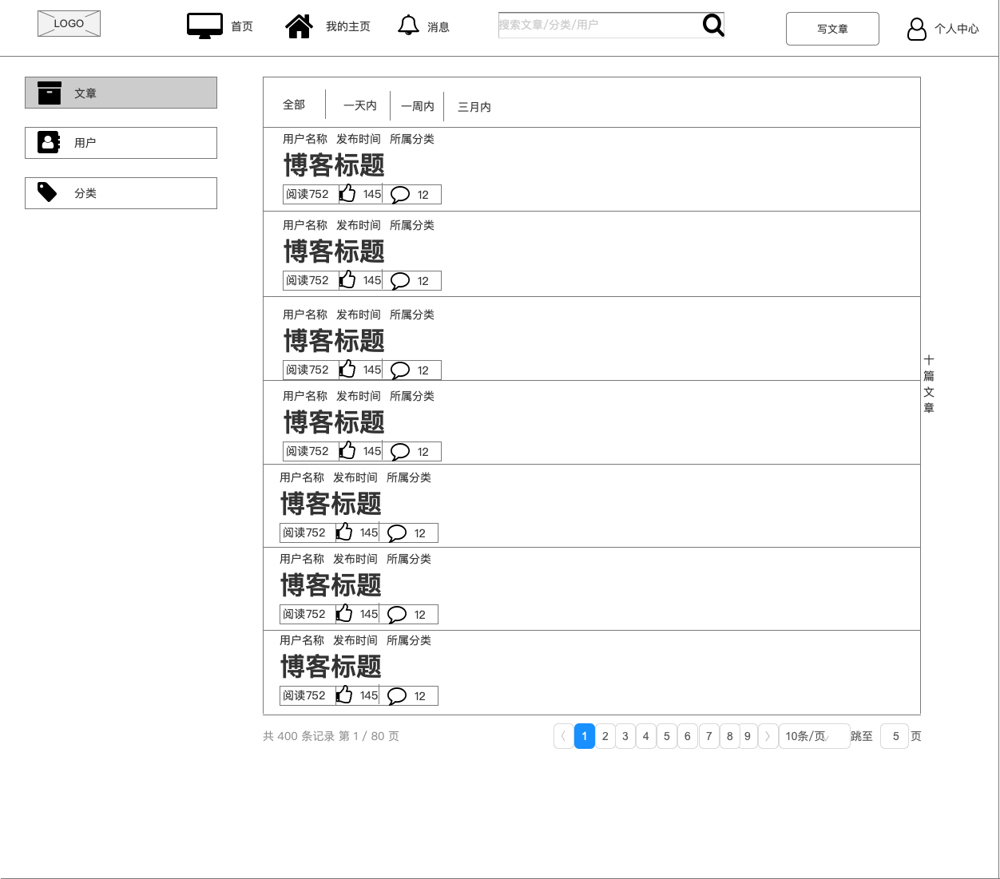 LOGO
首页
我的主页
消息
搜索文章/分类/用户
写文章
个人中心
文章
用户
分类
全部
一天内
一周内
三月内
用户名称 发布时间 所属分类
博客标题
阅读752 145 12
用户名称 发布时间 所属分类
博客标题
阅读752 145 12
用户名称 发布时间 所属分类
博客标题
阅读752 145 12
用户名称 发布时间 所属分类
博客标题
阅读752 145 12
用户名称 发布时间 所属分类
博客标题
阅读752 145 12
用户名称 发布时间 所属分类
博客标题
阅读752 145 12
用户名称 发布时间 所属分类
博客标题
阅读752 145 12
十篇文章
共 400 条记录 第 1 / 80 页
1 2 3 4 5 6 7 8 9 10条/页 跳至 5 页